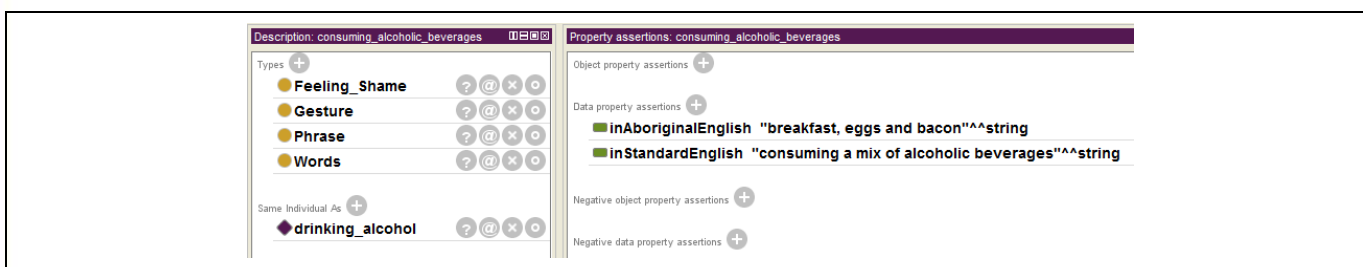 Description: consuming_alcoholic_beverages
Types
Feeling_Shame
Gesture
Phrase
Words
Same Individual As
drinking_alcohol
Property assertions: consuming_alcoholic_beverages
Object property assertions
Data property assertions
inAboriginalEnglish "breakfast, eggs and bacon"^^string
inStandardEnglish "consuming a mix of alcoholic beverages"^^string
Negative object property assertions
Negative data property assertions